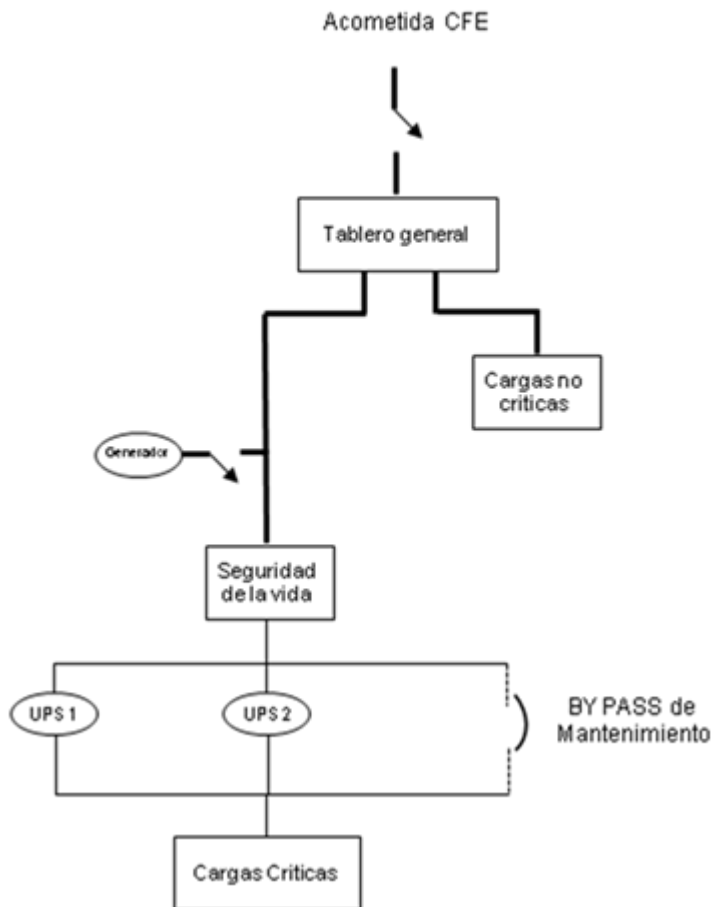 Acometida CFE
Tablero general
Cargas no
criticas
Generador
Seguridad
de la vida
UPS 1
UPS 2
BY PASS de
Mantenimiento
Cargas Criticas